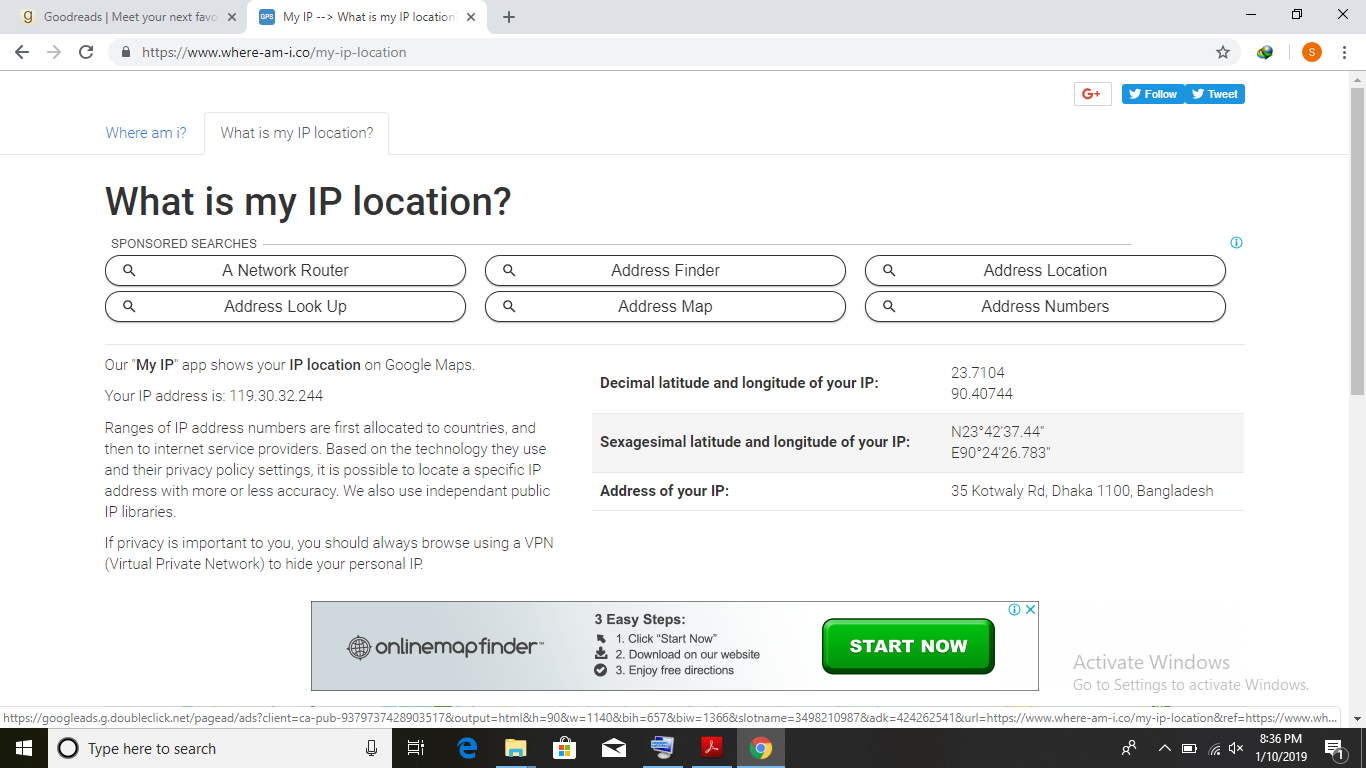 g Goodreads | Meet your next favo
GPS My IP --> What is my IP location
https://www.where-am-i.co/my-ip-location
S
G+ Follow Tweet
Where am i? What is my IP location?
What is my IP location?
SPONSORED SEARCHES
A Network Router Address Finder Address Location
Address Look Up Address Map Address Numbers
Our "My IP" app shows your IP location on Google Maps.
Your IP address is: 119.30.32.244
Ranges of IP address numbers are first allocated to countries, and
then to internet service providers. Based on the technology they use
and their privacy policy settings, it is possible to locate a specific IP
address with more or less accuracy. We also use independant public
IP libraries.
If privacy is important to you, you should always browse using a VPN
(Virtual Private Network) to hide your personal IP.
Decimal latitude and longitude of your IP: 23.7104
90.40744
Sexagesimal latitude and longitude of your IP: N23°42'37.44"
E90°24'26.783"
Address of your IP: 35 Kotwaly Rd, Dhaka 1100, Bangladesh
onlinemapfinder™
3 Easy Steps:
1. Click "Start Now"
2. Download on our website
3. Enjoy free directions
START NOW
Activate Windows
Go to Settings to activate Windows.
https://googleads.g.doubleclick.net/pagead/ads?client=ca-pub-9379737428903517&output=html&h=90&w=1140&bih=657&biw=1366&slotname=3498210987&adk=424262541&url=https://www.where-am-i.co/my-ip-location&ref=https://www.wh...
Type here to search
8:36 PM
1/10/2019
1